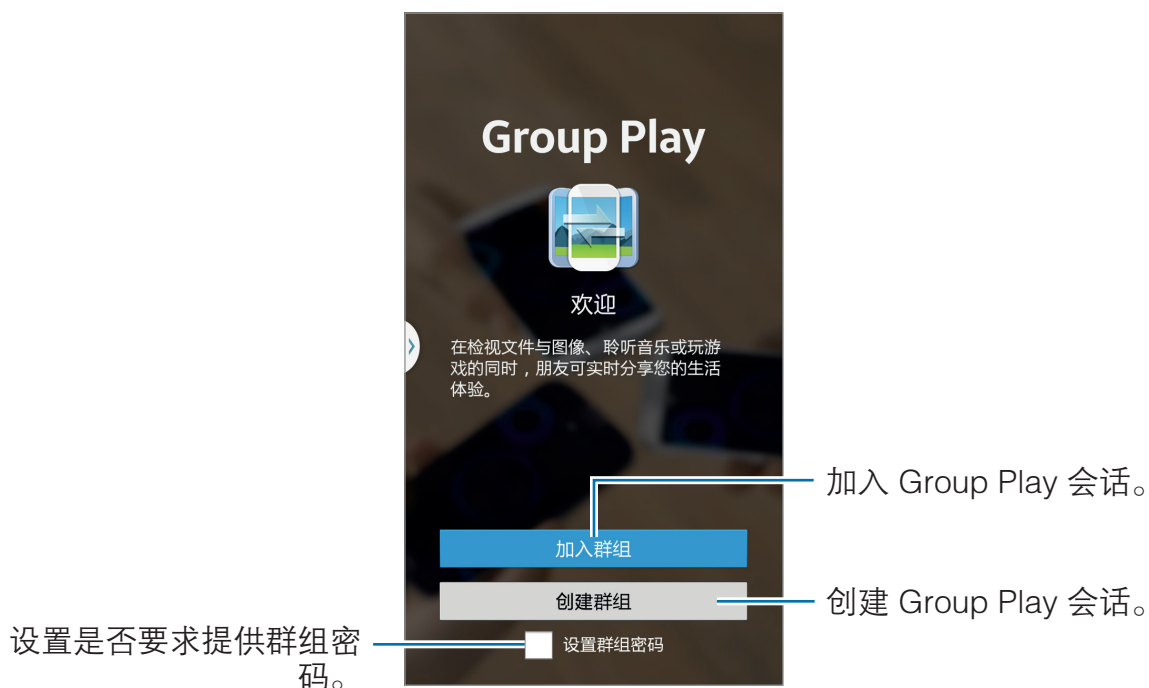 Group Play
欢迎
在检视文件与图像、聆听音乐或玩游
戏的同时，朋友可实时分享您的生活
体验。
加入 Group Play 会话。
加入群组
创建群组
创建 Group Play 会话。
设置是否要求提供群组密
码。
设置群组密码